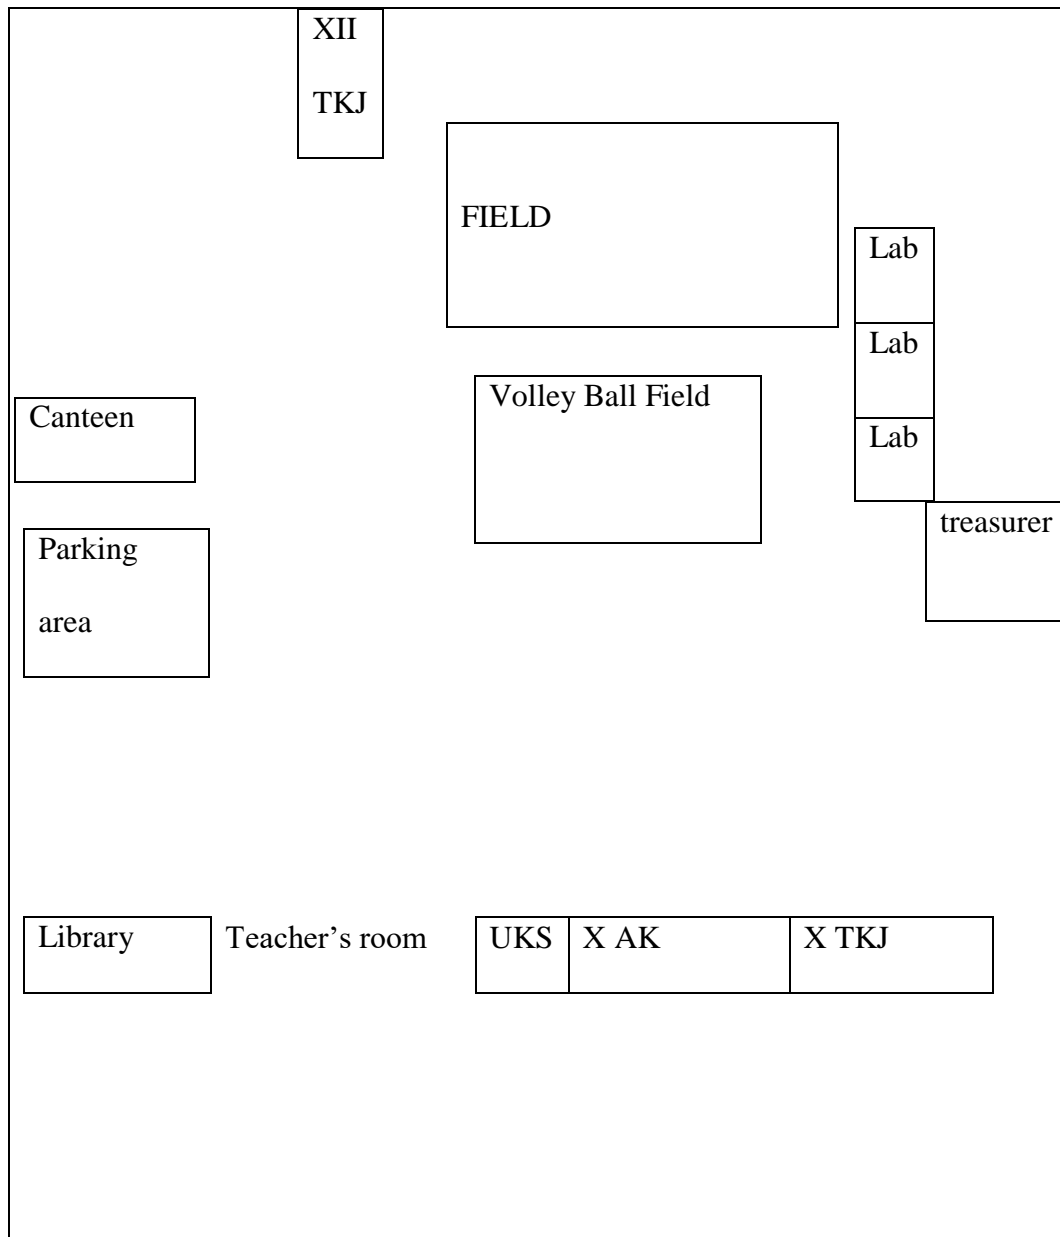 XII
TKJ
FIELD
Lab
Lab
Volley Ball Field
Canteen
Lab
treasurer
Parking
area
Library
Teacher’s room
UKS
X AK
X TKJ